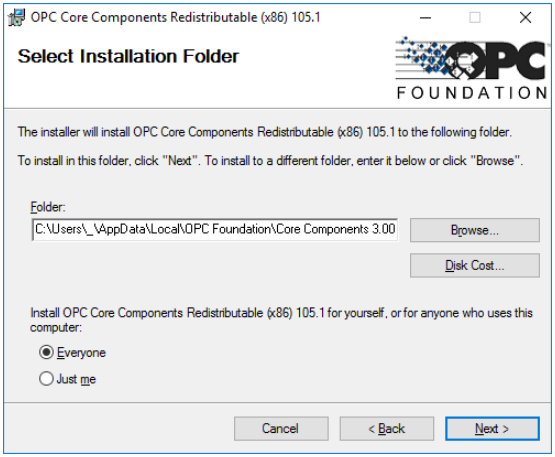 OPC Core Components Redistributable (x86) 105.1
Select Installation Folder
OPC
FOUNDATION
The installer will install OPC Core Components Redistributable (x86) 105.1 to the following folder.
To install in this folder, click "Next". To install to a different folder, enter it below or click "Browse".
Folder:
C:\Users\_\AppData\Local\OPC Foundation\Core Components 3.00
Browse...
Disk Cost...
Install OPC Core Components Redistributable (x86) 105.1 for yourself, or for anyone who uses this
computer:
Everyone
Just me
Cancel
< Back
Next >